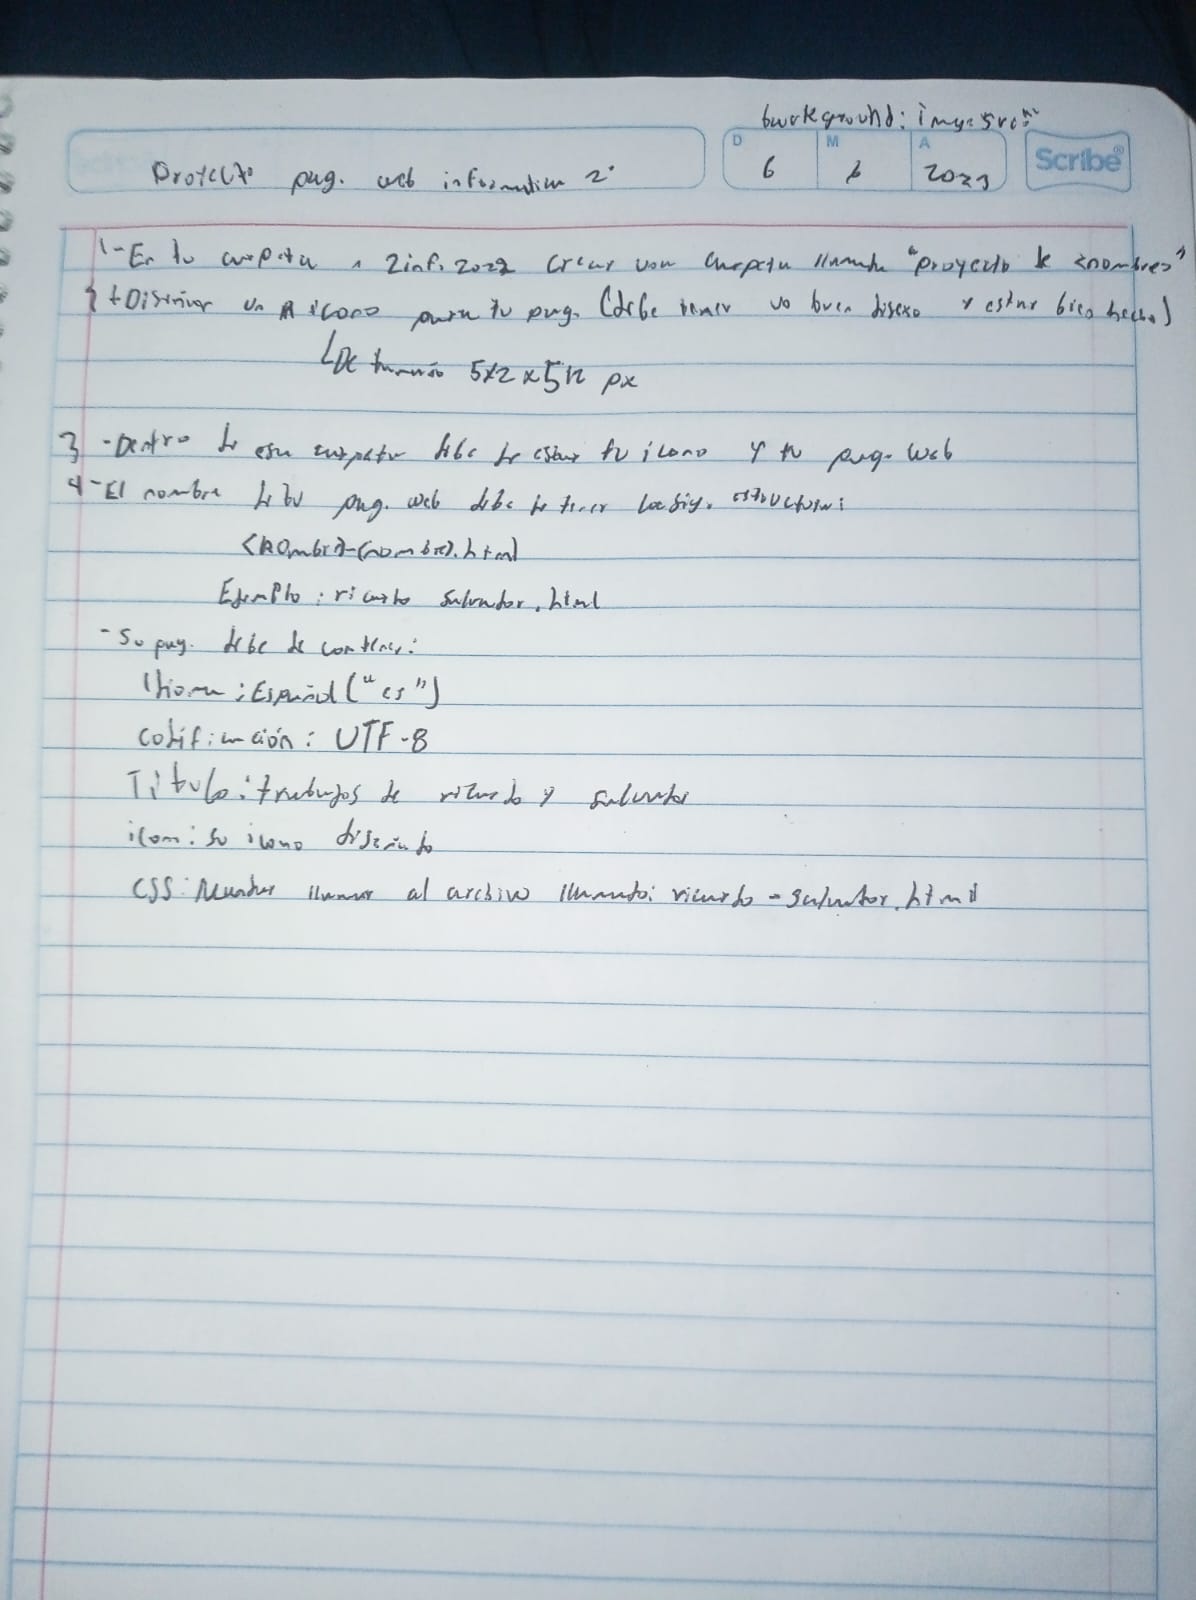 background: img=src=""
D M A
Scribe®
Proyecto pag. web informatica 2°
6 6 2023
1- En tu carpeta 2inf. 2022 crear una carpeta llamada "proyecto de <nombres>"
+ Diseñar un icono para tu pag. (debe tener un buen diseño y estar bien hecho)
De tamaño 512x512 px
3 - Dentro de esa carpeta debe de estar tu icono y tu pag. web
4 - El nombre de tu pag. web debe de tener la sig. estructura:
<nombre>-<nombre>.html
Ejemplo: ricardo salvador.html
- Su pag. debe de contener:
Idioma: Español ("es")
codificación: UTF-8
Titulo: trabajos de ricardo y salvador
icon: su icono diseñado
CSS: Mandar llamar al archivo llamado: ricardo - salvador.html